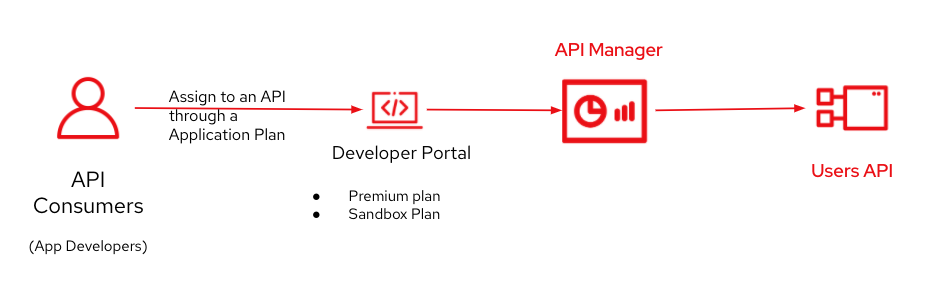 API Manager
Assign to an API
through a
Application Plan
Developer Portal
Users API
API
Consumers
● Premium plan
● Sandbox Plan
(App Developers)